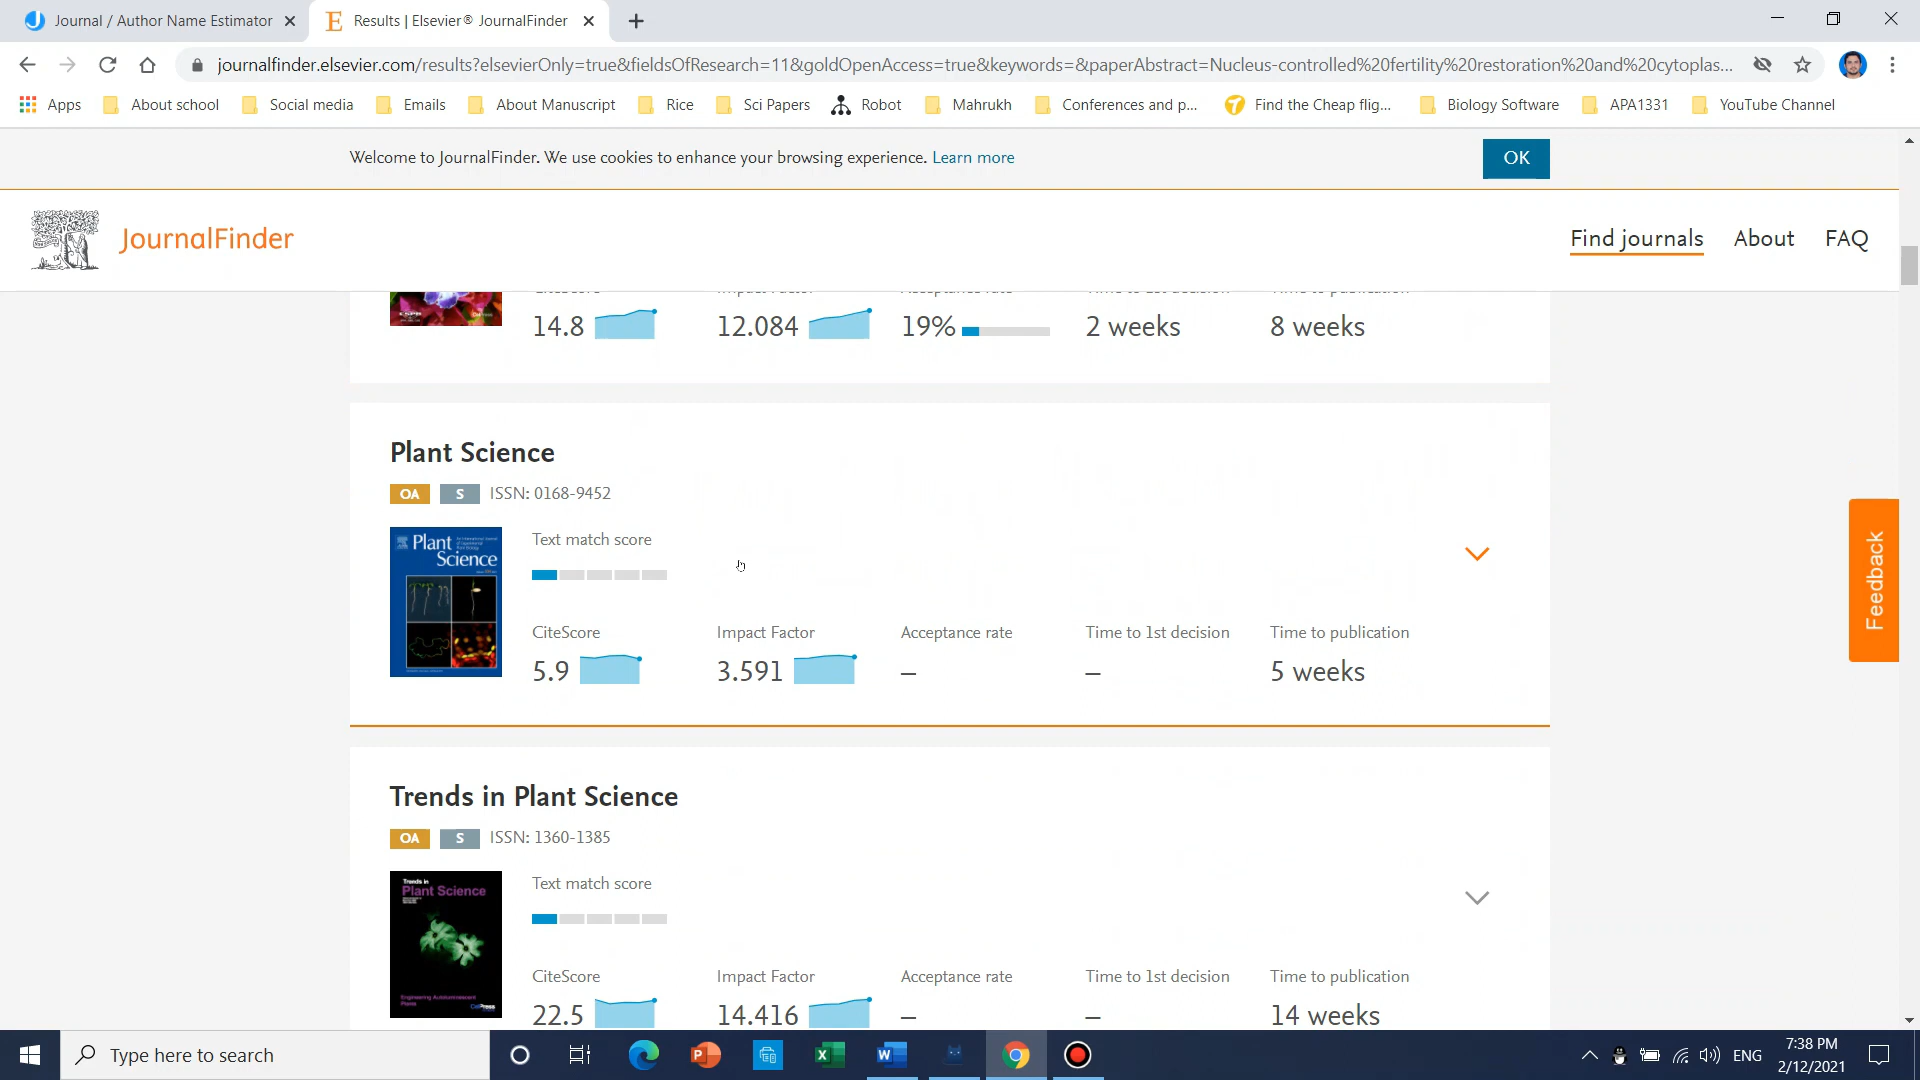 Journal / Author Name Estimator
Results | Elsevier® JournalFinder
journalfinder.elsevier.com/results?elsevierOnly=true&fieldsOfResearch=11&goldOpenAccess=true&keywords=&paperAbstract=Nucleus-controlled%20fertility%20restoration%20and%20cytoplas...
Apps About school Social media Emails About Manuscript Rice Sci Papers Robot Mahrukh Conferences and p... Find the Cheap flig... Biology Software APA1331 YouTube Channel
Welcome to JournalFinder. We use cookies to enhance your browsing experience. Learn more
OK
JournalFinder
Find journals About FAQ
14.8 12.084 19% 2 weeks 8 weeks
Plant Science
OA S ISSN: 0168-9452
Plant
Science
Text match score
CiteScore Impact Factor Acceptance rate Time to 1st decision Time to publication
5.9 3.591 – – 5 weeks
Feedback
Trends in Plant Science
OA S ISSN: 1360-1385
Trends in
Plant Science
Text match score
CiteScore Impact Factor Acceptance rate Time to 1st decision Time to publication
22.5 14.416 – – 14 weeks
Type here to search
ENG
7:38 PM
2/12/2021